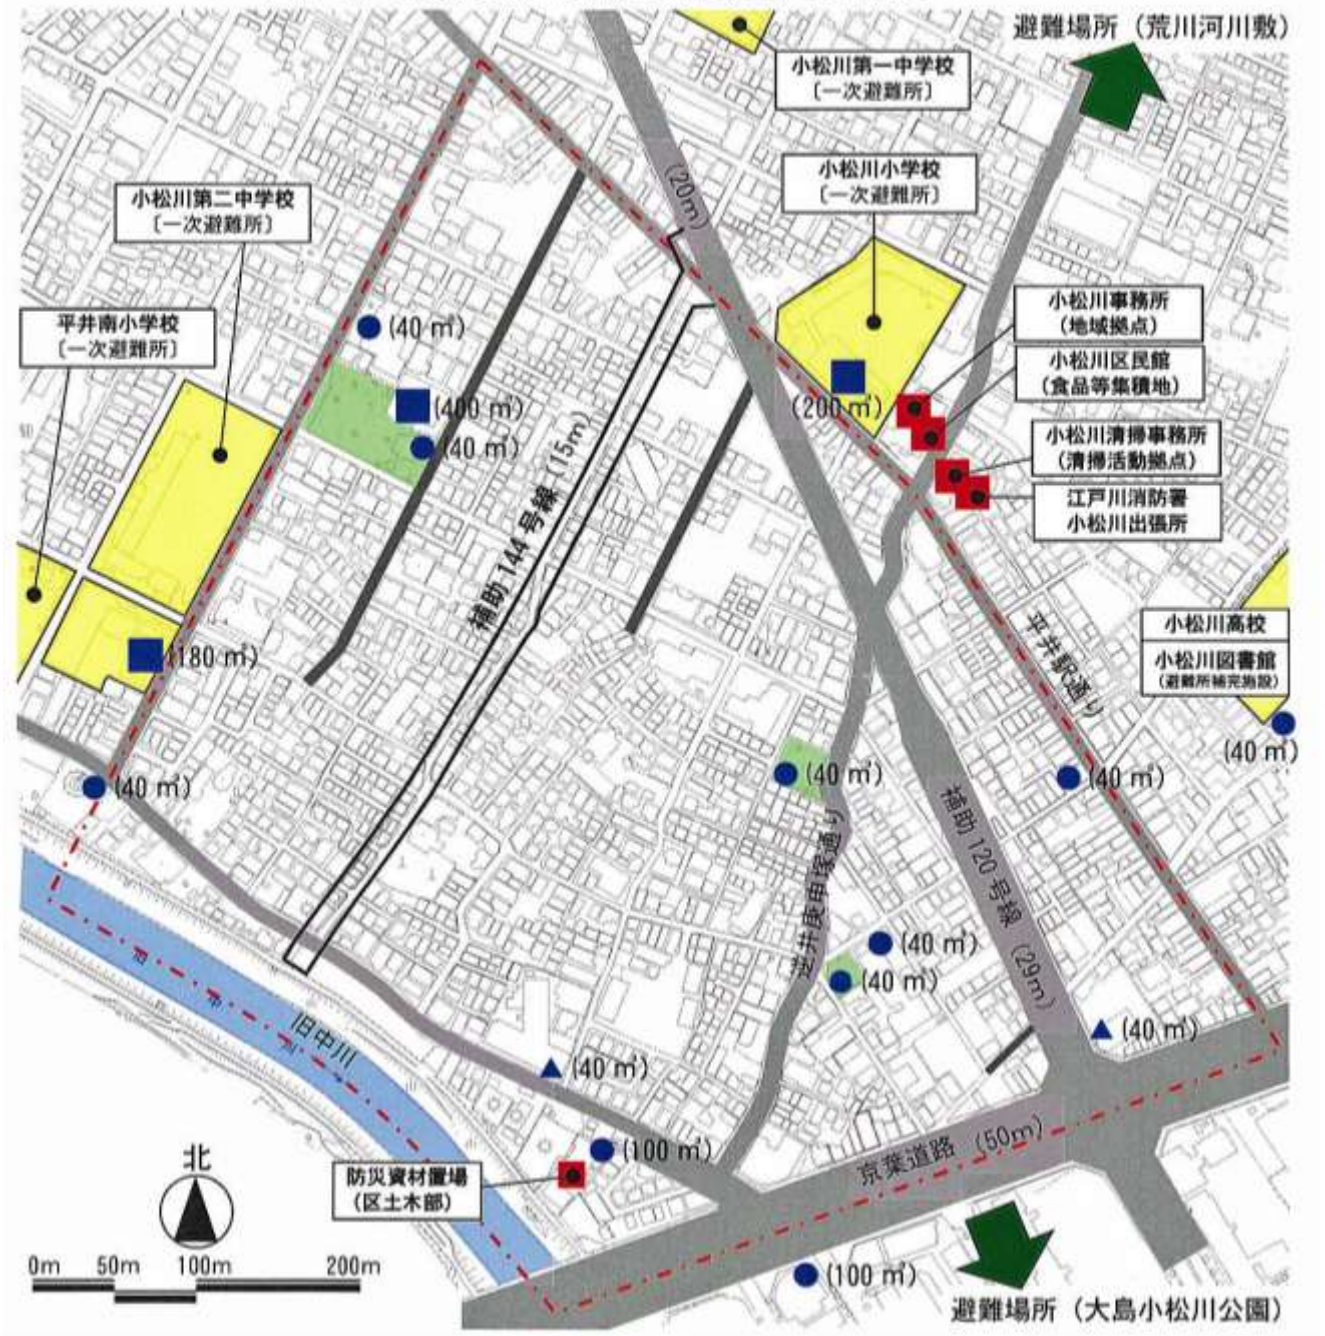 避難場所（荒川河川敷）
小松川第一中学校
〔一次避難所〕
小松川小学校
〔一次避難所〕
(20m)
小松川第二中学校
〔一次避難所〕
小松川事務所
(地域拠点)
平井南小学校
〔一次避難所〕
(40㎡)
小松川区民館
(食品等集積地)
(400㎡)
(200㎡)
(40㎡)
小松川清掃事務所
(清掃活動拠点)
江戸川消防署
小松川出張所
補助144号線(15m)
(180㎡)
平井駅通り
小松川高校
小松川図書館
(避難所補完施設)
(40㎡)
(40㎡)
(40㎡)
(40㎡)
逆井庚申塚通り
補助120号線 (29m)
(40㎡)
(40㎡)
旧中川
旧
中
川
(40㎡)
(40㎡)
(100㎡)
京葉道路 (50m)
防災資材置場
(区土木部)
北
0m 50m 100m 200m
(100㎡)
避難場所（大島小松川公園）